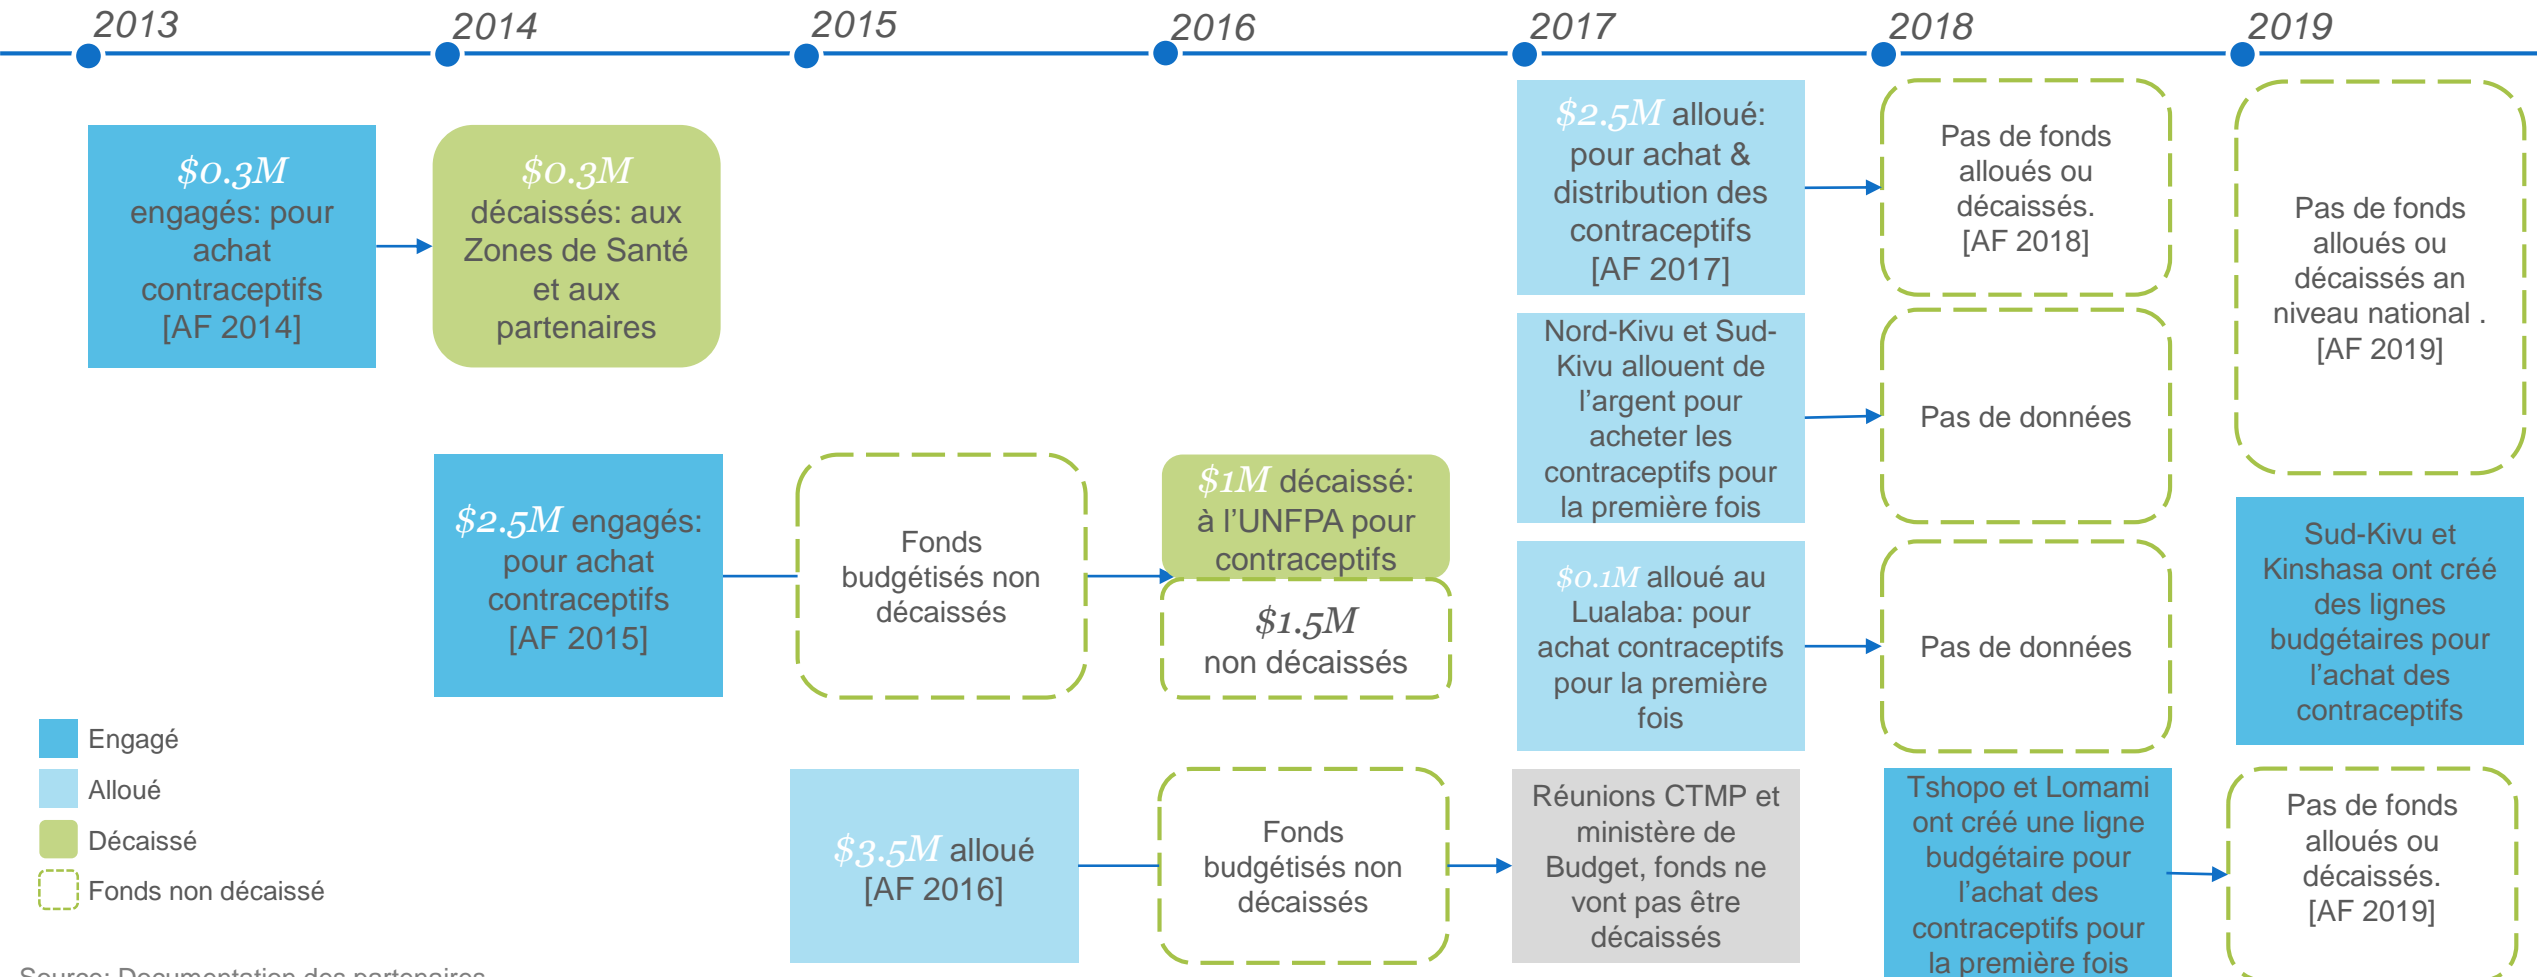 2013
2014
2015
2016
2017
2018
2019
$0.3M
engagés: pour
achat
contraceptifs
[AF 2014]
$0.3M
décaissés: aux
Zones de Santé
et aux
partenaires
$2.5M engagés:
pour achat
contraceptifs
[AF 2015]
Fonds
budgétisés non
décaissés
$1M décaissé:
à l’UNFPA pour
contraceptifs
$1.5M
non décaissés
$3.5M alloué
[AF 2016]
Fonds
budgétisés non
décaissés
Réunions CTMP et
ministère de
Budget, fonds ne
vont pas être
décaissés
$2.5M alloué:
pour achat &
distribution des
contraceptifs
[AF 2017]
Pas de fonds
alloués ou
décaissés.
[AF 2018]
Nord-Kivu et Sud-
Kivu allouent de
l’argent pour
acheter les
contraceptifs pour
la première fois
Pas de données
$0.1M alloué au
Lualaba: pour
achat contraceptifs
pour la première
fois
Pas de données
Tshopo et Lomami
ont créé une ligne
budgétaire pour
l’achat des
contraceptifs pour
la première fois
Pas de fonds
alloués ou
décaissés an
niveau national .
[AF 2019]
Sud-Kivu et
Kinshasa ont créé
des lignes
budgétaires pour
l’achat des
contraceptifs
Pas de fonds
alloués ou
décaissés.
[AF 2019]
Engagé
Alloué
Décaissé
Fonds non décaissé
Source: Documentation des partenaires